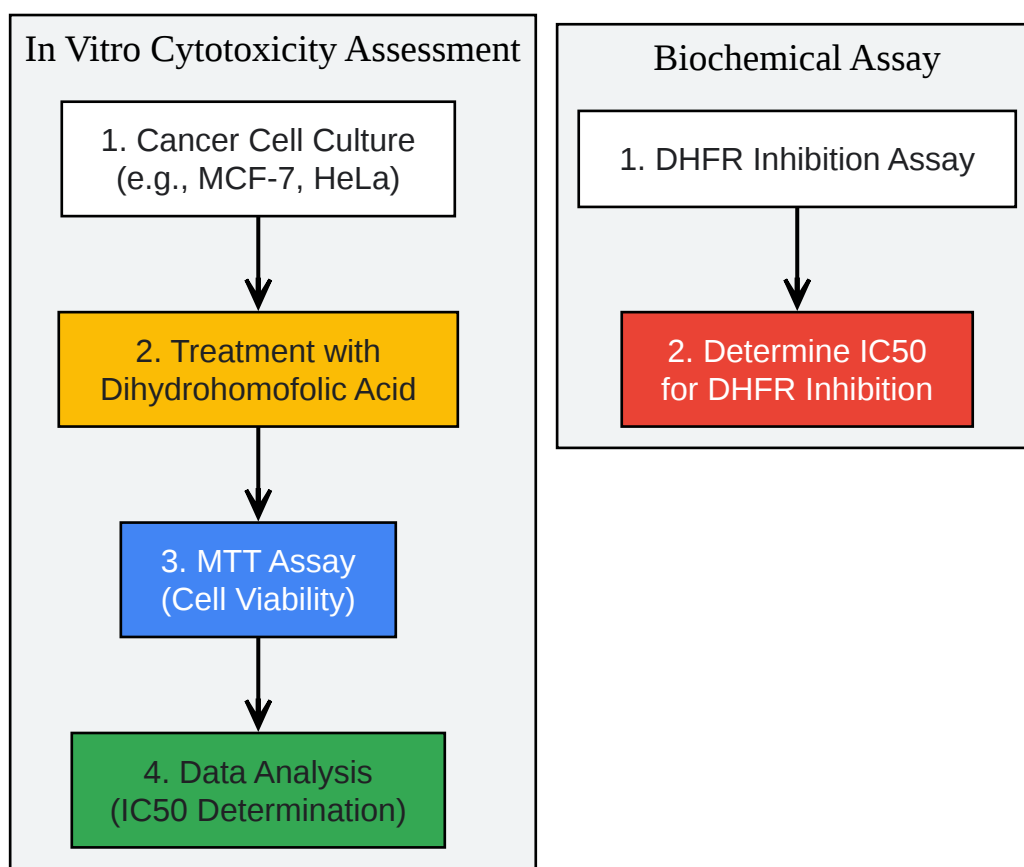 In Vitro Cytotoxicity Assessment
1. Cancer Cell Culture
(e.g., MCF-7, HeLa)
2. Treatment with
Dihydrohomofolic Acid
3. MTT Assay
(Cell Viability)
4. Data Analysis
(IC50 Determination)
Biochemical Assay
1. DHFR Inhibition Assay
2. Determine IC50
for DHFR Inhibition